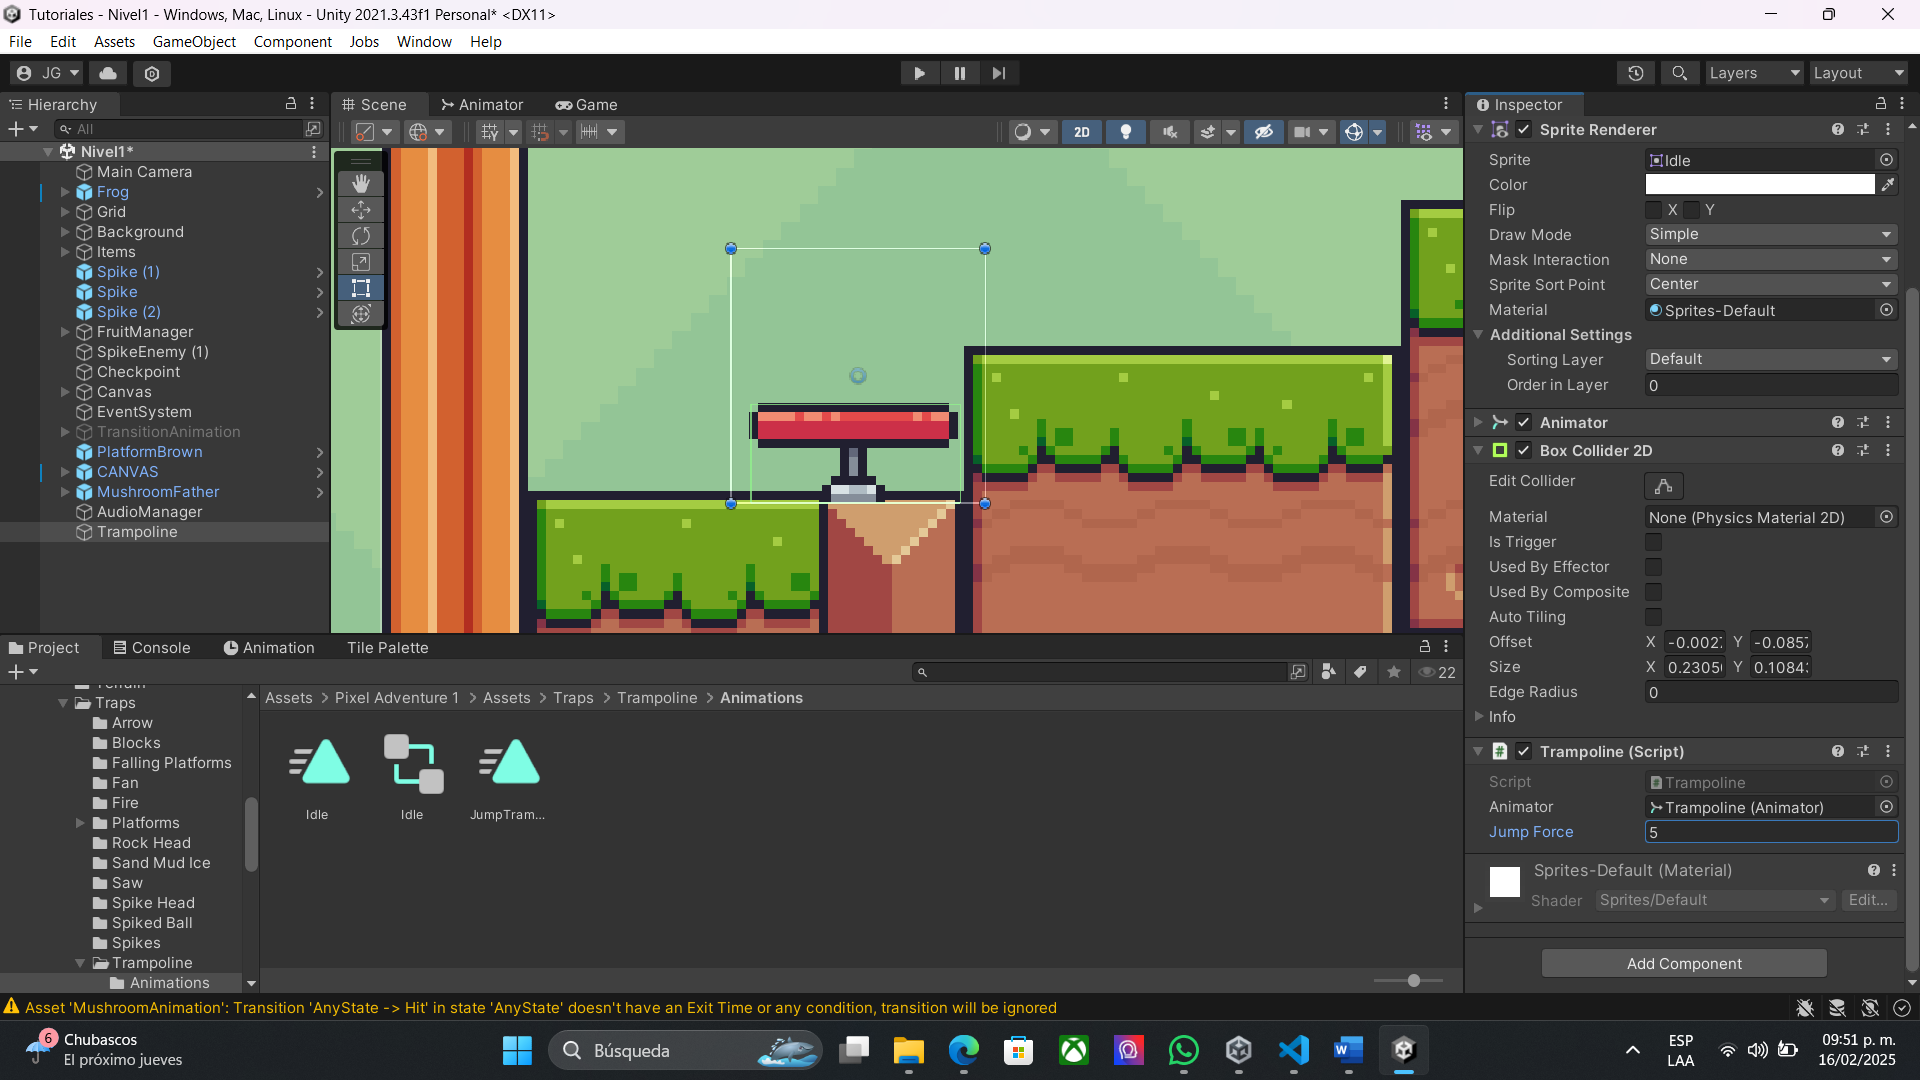 Tutoriales - Nivel1 - Windows, Mac, Linux - Unity 2021.3.43f1 Personal* <DX11>
File Edit Assets GameObject Component Jobs Window Help
JG
Layers
Layout
Hierarchy
All
Nivel1*
Main Camera
Frog
Grid
Background
Items
Spike (1)
Spike
Spike (2)
FruitManager
SpikeEnemy (1)
Checkpoint
Canvas
EventSystem
TransitionAnimation
PlatformBrown
CANVAS
MushroomFather
AudioManager
Trampoline
Scene Animator Game
2D
Inspector
Sprite Renderer
Sprite Idle
Color
Flip X Y
Draw Mode Simple
Mask Interaction None
Sprite Sort Point Center
Material Sprites-Default
Additional Settings
Sorting Layer Default
Order in Layer 0
Animator
Box Collider 2D
Edit Collider
Material None (Physics Material 2D)
Is Trigger
Used By Effector
Used By Composite
Auto Tiling
Offset X -0.002 Y -0.085
Size X 0.2305 Y 0.1084
Edge Radius 0
Info
Trampoline (Script)
Script Trampoline
Animator Trampoline (Animator)
Jump Force 5
Sprites-Default (Material)
Shader Sprites/Default Edit...
Add Component
Project Console Animation Tile Palette
22
Terrain
Traps
Arrow
Blocks
Falling Platforms
Fan
Fire
Platforms
Rock Head
Sand Mud Ice
Saw
Spike Head
Spiked Ball
Spikes
Trampoline
Animations
Assets > Pixel Adventure 1 > Assets > Traps > Trampoline > Animations
Idle Idle JumpTram...
Asset 'MushroomAnimation': Transition 'AnyState -> Hit' in state 'AnyState' doesn't have an Exit Time or any condition, transition will be ignored
6
Chubascos
El próximo jueves
Búsqueda
ESP
LAA
09:51 p. m.
16/02/2025